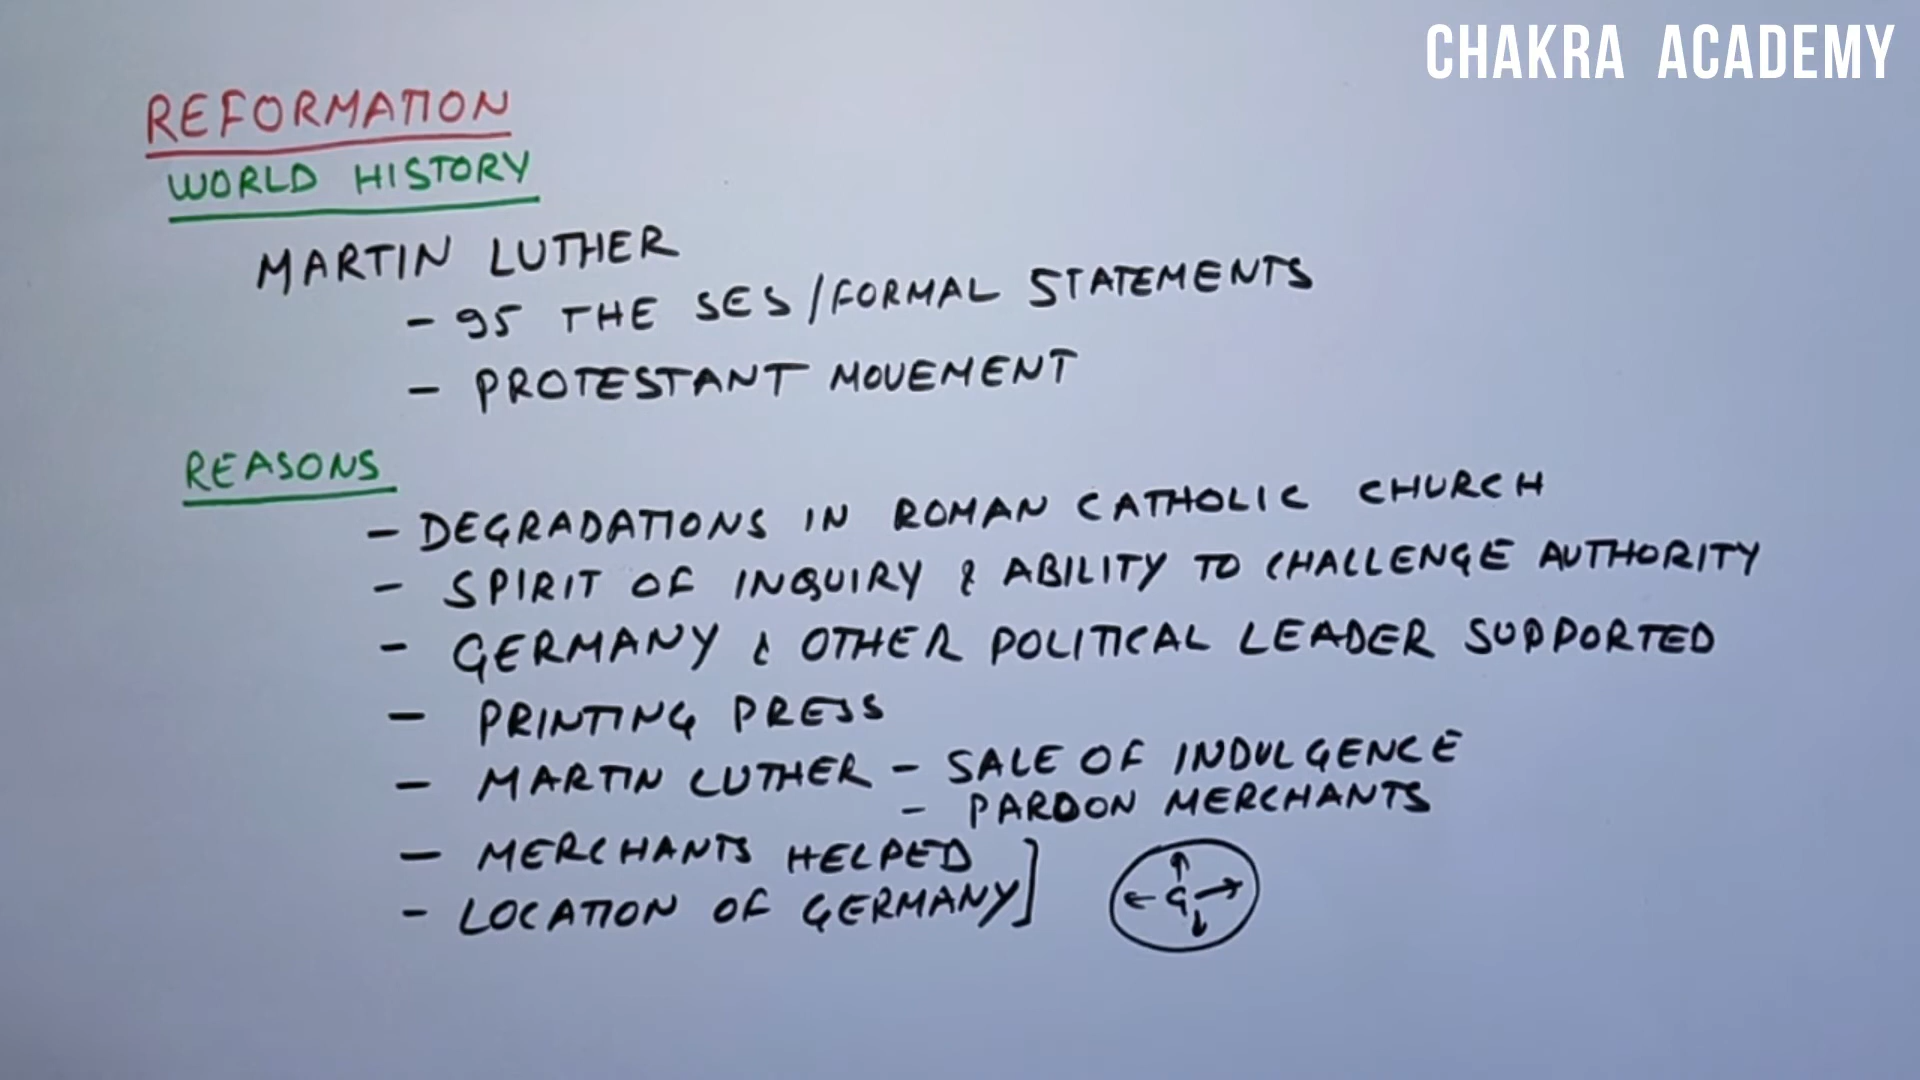 CHAKRA ACADEMY
REFORMATION
WORLD HISTORY
MARTIN LUTHER
- 95 THE SES/FORMAL STATEMENTS
- PROTESTANT MOVEMENT
REASONS
- DEGRADATIONS IN ROMAN CATHOLIC CHURCH
- SPIRIT OF INQUIRY & ABILITY TO CHALLENGE AUTHORITY
- GERMANY & OTHER POLITICAL LEADER SUPPORTED
- PRINTING PRESS
- MARTIN LUTHER - SALE OF INDULGENCE
- PARDON MERCHANTS
- MERCHANTS HELPED
- LOCATION OF GERMANY]
G